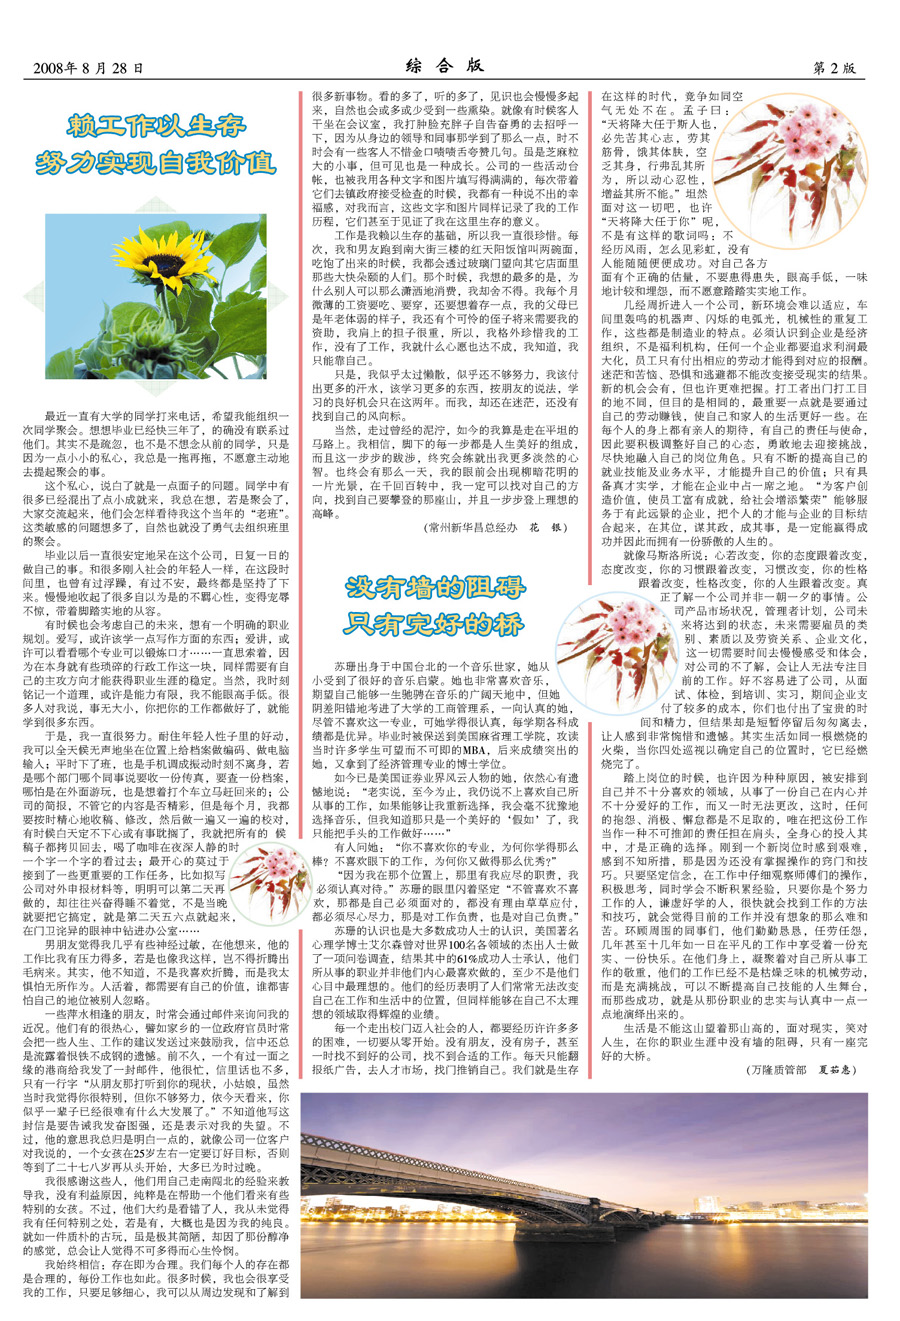 2008年8月28日
综合版
第2版
赖工作以生存
努力实现自我价值
最近一直有大学的同学打来电话，希望我能组织一
次同学聚会。想想毕业已经快三年了，的确没有联系过
他们。其实不是疏忽，也不是不想念从前的同学，只是
因为一点小小的私心，我总是一拖再拖，不愿意主动地
去提起聚会的事。
这个私心，说白了就是一点面子的问题。同学中有
很多已经混出了点小成就来，我总在想，若是聚会了，
大家交流起来，他们会怎样看待我这个当年的“老班”。
这类敏感的问题想多了，自然也就没了勇气去组织班里
的聚会。
毕业以后一直很安定地呆在这个公司，日复一日的
做自己的事。和很多刚入社会的年轻人一样，在这段时
间里，也曾有过浮躁，有过不安，最终都是坚持了下
来。慢慢地收起了很多自以为是的不羁心性，变得宠辱
不惊，带着脚踏实地的从容。
有时候也会考虑自己的未来，想有一个明确的职业
规划。爱写，或许该学一点写作方面的东西；爱讲，或
许可以看看哪个专业可以锻炼口才……一直思索着，因
为在本身就有些琐碎的行政工作这一块，同样需要有自
己的主攻方向才能获得职业生涯的稳定。当然，我时刻
铭记一个道理，或许是能力有限，我不能眼高手低。很
多人对我说，事无大小，你把你的工作都做好了，就能
学到很多东西。
于是，我一直很努力。耐住年轻人性子里的好动，
我可以全天候无声地坐在位置上给档案做编码、做电脑
输入；平时下了班，也是手机调成振动时刻不离身，若
是哪个部门哪个同事说要收一份传真，要查一份档案，
哪怕是在外面游玩，也是想着打个车立马赶回来的；公
司的简报，不管它的内容是否精彩，但是每个月，我都
要按时精心地收稿、修改，然后做一遍又一遍的校对，
有时候白天定不下心或有事耽搁了，我就把所有的 候
稿子都拷贝回去，喝了咖啡在夜深人静的时
一个字一个字的看过去；最开心的莫过于
接到了一些更重要的工作任务，比如拟写
公司对外申报材料等，明明可以第二天再
做的，却往往兴奋得睡不着觉，不是当晚
就要把它搞定，就是第二天五六点就起来，
在门卫诧异的眼神中钻进办公室……
男朋友觉得我几乎有些神经过敏，在他想来，他的
工作比我有压力得多，若是也像我这样，岂不得折腾出
毛病来。其实，他不知道，不是我喜欢折腾，而是我太
惧怕无所作为。人活着，都需要有自己的价值，谁都害
怕自己的地位被别人忽略。
一些萍水相逢的朋友，时常会通过邮件来询问我的
近况。他们有的很热心，譬如家乡的一位政府官员时常
会把一些人生、工作的建议发送过来鼓励我，信中还总
是流露着恨铁不成钢的遗憾。前不久，一个有过一面之
缘的港商给我发了一封邮件，他很忙，信里话也不多，
只有一行字“从朋友那打听到你的现状，小姑娘，虽然
当时我觉得你很特别，但你不够努力，依今天看来，你
似乎一辈子已经很难有什么大发展了。”不知道他写这
封信是要告诫我发奋图强，还是表示对我的失望。不
过，他的意思我总归是明白一点的，就像公司一位客户
对我说的，一个女孩在25岁左右一定要订好目标，否则
等到了二十七八岁再从头开始，大多已为时过晚。
我很感谢这些人，他们用自己走南闯北的经验来教
导我，没有利益原因，纯粹是在帮助一个他们看来有些
特别的女孩。不过，他们大约是看错了人，我从未觉得
我有任何特别之处，若是有，大概也是因为我的纯良。
就如一件质朴的古玩，虽是极其简陋，却因了那份醇净
的感觉，总会让人觉得不可多得而心生怜悯。
我始终相信：存在即为合理。我们每个人的存在都
是合理的，每份工作也如此。很多时候，我也会很享受
我的工作，只要足够细心，我可以从周边发现和了解到
很多新事物。看的多了，听的多了，见识也会慢慢多起
来，自然也会或多或少受到一些熏染。就像有时候客人
干坐在会议室，我打肿脸充胖子自告奋勇的去招呼一
下，因为从身边的领导和同事那学到了那么一点，时不
时会有一些客人不惜金口啧啧舌夸赞几句。虽是芝麻粒
大的小事，但可见也是一种成长。公司的一些活动台
帐，也被我用各种文字和图片填写得满满的，每次带着
它们去镇政府接受检查的时候，我都有一种说不出的幸
福感，对我而言，这些文字和图片同样记录了我的工作
历程，它们甚至于见证了我在这里生存的意义。
工作是我赖以生存的基础，所以我一直很珍惜。每
次，我和男友跑到南大街三楼的红天阳饭馆叫两碗面，
吃饱了出来的时候，我都会透过玻璃门望向其它店面里
那些大快朵颐的人们。那个时候，我想的最多的是，为
什么别人可以那么潇洒地消费，我却舍不得。我每个月
微薄的工资要吃、要穿，还要想着存一点，我的父母已
是年老体弱的样子，我还有个可怜的侄子将来需要我的
资助，我肩上的担子很重，所以，我格外珍惜我的工
作，没有了工作，我就什么心愿也达不成，我知道，我
只能靠自己。
只是，我似乎太过懒散，似乎还不够努力，我该付
出更多的汗水，该学习更多的东西，按朋友的说法，学
习的良好机会只在这两年。而我，却还在迷茫，还没有
找到自己的风向标。
当然，走过曾经的泥泞，如今的我算是走在平坦的
马路上。我相信，脚下的每一步都是人生美好的组成，
而且这一步步的跋涉，终究会练就出我更多淡然的心
智。也终会有那么一天，我的眼前会出现柳暗花明的
一片光景，在千回百转中，我一定可以找对自己的方
向，找到自己要攀登的那座山，并且一步步登上理想的
高峰。
（常州新华昌总经办 花 银）
没有墙的阻碍
只有完好的桥
苏珊出身于中国台北的一个音乐世家，她从
小受到了很好的音乐启蒙。她也非常喜欢音乐，
期望自己能够一生驰骋在音乐的广阔天地中，但她
阴差阳错地考进了大学的工商管理系，一向认真的她，
尽管不喜欢这一专业，可她学得很认真，每学期各科成
绩都是优异。毕业时被保送到美国麻省理工学院，攻读
当时许多学生可望而不可即的MBA，后来成绩突出的
她，又拿到了经济管理专业的博士学位。
如今已是美国证券业界风云人物的她，依然心有遗
憾地说：“老实说，至今为止，我仍说不上喜欢自己所
从事的工作，如果能够让我重新选择，我会毫不犹豫地
选择音乐，但我知道那只是一个美好的‘假如’了，我
只能把手头的工作做好……”
有人问她：“你不喜欢你的专业，为何你学得那么
棒？不喜欢眼下的工作，为何你又做得那么优秀？”
“因为我在那个位置上，那里有我应尽的职责，我
必须认真对待。”苏珊的眼里闪着坚定“不管喜欢不喜
欢，那都是自己必须面对的，都没有理由草草应付，
都必须尽心尽力，那是对工作负责，也是对自己负责。”
苏珊的认识也是大多数成功人士的认识，美国著名
心理学博士艾尔森曾对世界100名各领域的杰出人士做
了一项问卷调查，结果其中的61%成功人士承认，他们
所从事的职业并非他们内心最喜欢做的，至少不是他们
心目中最理想的。他们的经历表明了人们常常无法改变
自己在工作和生活中的位置，但同样能够在自己不太理
想的领域取得辉煌的业绩。
每一个走出校门迈入社会的人，都要经历许许多多
的困难，一切要从零开始。没有朋友，没有房子，甚至
一时找不到好的公司，找不到合适的工作。每天只能翻
报纸广告，去人才市场，找门推销自己。我们就是生存
在这样的时代，竞争如同空
气无处不在。孟子曰：
“天将降大任于斯人也，
必先苦其心志，劳其
筋骨，饿其体肤，空
乏其身，行弗乱其所
为，所以动心忍性，
增益其所不能。”坦然
面对这一切吧，也许
“天将降大任于你”呢，
不是有这样的歌词吗：不
经历风雨，怎么见彩虹，没有
人能随随便便成功。对自己各方
面有个正确的估量，不要患得患失，眼高手低，一味
地计较和埋怨，而不愿意踏踏实实地工作。
几经周折进入一个公司，新环境会难以适应，车
间里轰鸣的机器声、闪烁的电弧光，机械性的重复工
作，这些都是制造业的特点。必须认识到企业是经济
组织，不是福利机构，任何一个企业都要追求利润最
大化，员工只有付出相应的劳动才能得到对应的报酬。
迷茫和苦恼、恐惧和逃避都不能改变接受现实的结果。
新的机会会有，但也许更难把握。打工者出门打工目
的地不同，但目的是相同的，最重要一点就是要通过
自己的劳动赚钱，使自己和家人的生活更好一些。在
每个人的身上都有亲人的期待，有自己的责任与使命，
因此要积极调整好自己的心态，勇敢地去迎接挑战，
尽快地融入自己的岗位角色。只有不断的提高自己的
就业技能及业务水平，才能提升自己的价值；只有具
备真才实学，才能在企业中占一席之地。“为客户创
造价值，使员工富有成就，给社会增添繁荣”能够服
务于有此远景的企业，把个人的才能与企业的目标结
合起来，在其位，谋其政，成其事，是一定能赢得成
功并因此而拥有一份骄傲的人生的。
就像马斯洛所说：心若改变，你的态度跟着改变，
态度改变，你的习惯跟着改变，习惯改变，你的性格
跟着改变，性格改变，你的人生跟着改变。真
正了解一个公司并非一朝一夕的事情。公
司产品市场状况，管理者计划，公司未
来将达到的状态，未来需要雇员的类
别、素质以及劳资关系、企业文化，
这一切需要时间去慢慢感受和体会，
对公司的不了解，会让人无法专注目
前的工作。好不容易进了公司，从面
试、体检，到培训、实习，期间企业支
付了较多的成本，你们也付出了宝贵的时
间和精力，但结果却是短暂停留后匆匆离去，
让人感到非常惋惜和遗憾。其实生活如同一根燃烧的
火柴，当你四处巡视以确定自己的位置时，它已经燃
烧完了。
踏上岗位的时候，也许因为种种原因，被安排到
自己并不十分喜欢的领域，从事了一份自己在内心并
不十分爱好的工作，而又一时无法更改，这时，任何
的抱怨、消极、懈怠都是不足取的，唯在把这份工作
当作一种不可推卸的责任担在肩头，全身心的投入其
中，才是正确的选择。刚到一个新岗位时感到艰难，
感到不知所措，那是因为还没有掌握操作的窍门和技
巧。只要坚定信念，在工作中仔细观察师傅们的操作，
积极思考，同时学会不断积累经验，只要你是个努力
工作的人，谦虚好学的人，很快就会找到工作的方法
和技巧，就会觉得目前的工作并没有想象的那么难和
苦。环顾周围的同事们，他们勤勤恳恳，任劳任怨，
几年甚至十几年如一日在平凡的工作中享受着一份充
实、一份快乐。在他们身上，凝聚着对自己所从事工
作的敬重，他们的工作已经不是枯燥乏味的机械劳动，
而是充满挑战，可以不断提高自己技能的人生舞台，
而那些成功，就是从那份职业的忠实与认真中一点一
点地演绎出来的。
生活是不能这山望着那山高的，面对现实，笑对
人生，在你的职业生涯中没有墙的阻碍，只有一座完
好的大桥。
（万隆质管部 夏茹惠）